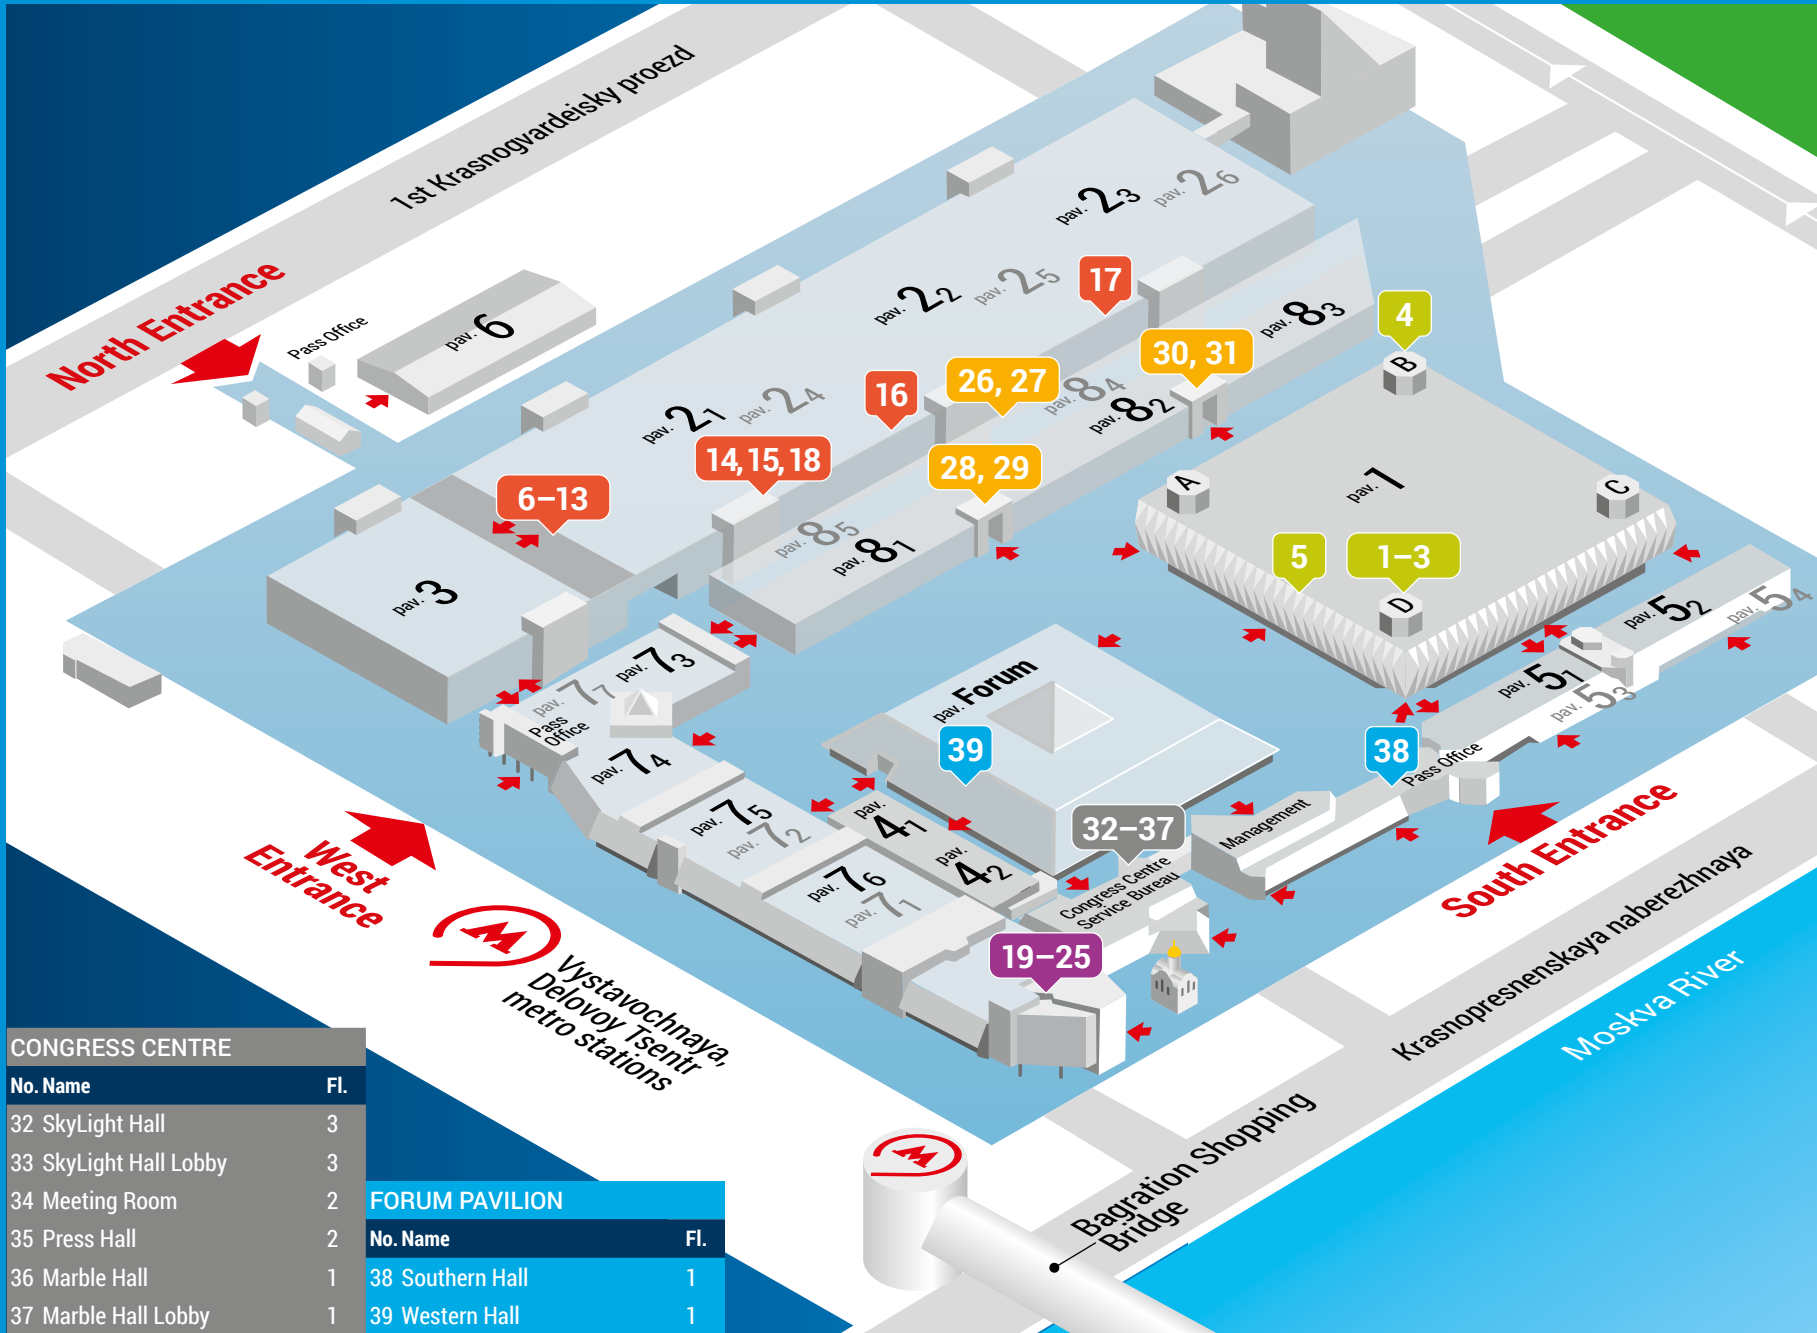 1st Krasnogvardeisky proezd
North Entrance
Pass Office
pav. 6
pav. 2₃
pav. 2₆
pav. 2₂
pav. 2₅
17
pav. 8₃
4
B
30, 31
26, 27
pav. 8₄
pav. 8₂
16
pav. 2₁
pav. 2₄
14, 15, 18
28, 29
6–13
pav. 8₅
pav. 8₁
pav. 3
A
pav. 1
C
5
1–3
D
pav. 5₂
pav. 5₄
pav. 5₁
pav. 5₃
pav. 7₃
pav. 7₇
Pass
Office
pav. 7₄
pav. Forum
39
38
Pass Office
pav. 7₅
pav. 7₂
pav. 4₁
pav. 4₂
32–37
Management
pav. 7₆
pav. 7₁
Congress Centre
Service Bureau
19–25
West
Entrance
South Entrance
Vystavochnaya,
Delovoy Tsentr
metro stations
Krasnopresnenskaya naberezhnaya
Moskva River
Bagration Shopping
Bridge
CONGRESS CENTRE
No. Name Fl.
32 SkyLight Hall 3
33 SkyLight Hall Lobby 3
34 Meeting Room 2
35 Press Hall 2
36 Marble Hall 1
37 Marble Hall Lobby 1
FORUM PAVILION
No. Name Fl.
38 Southern Hall 1
39 Western Hall 1